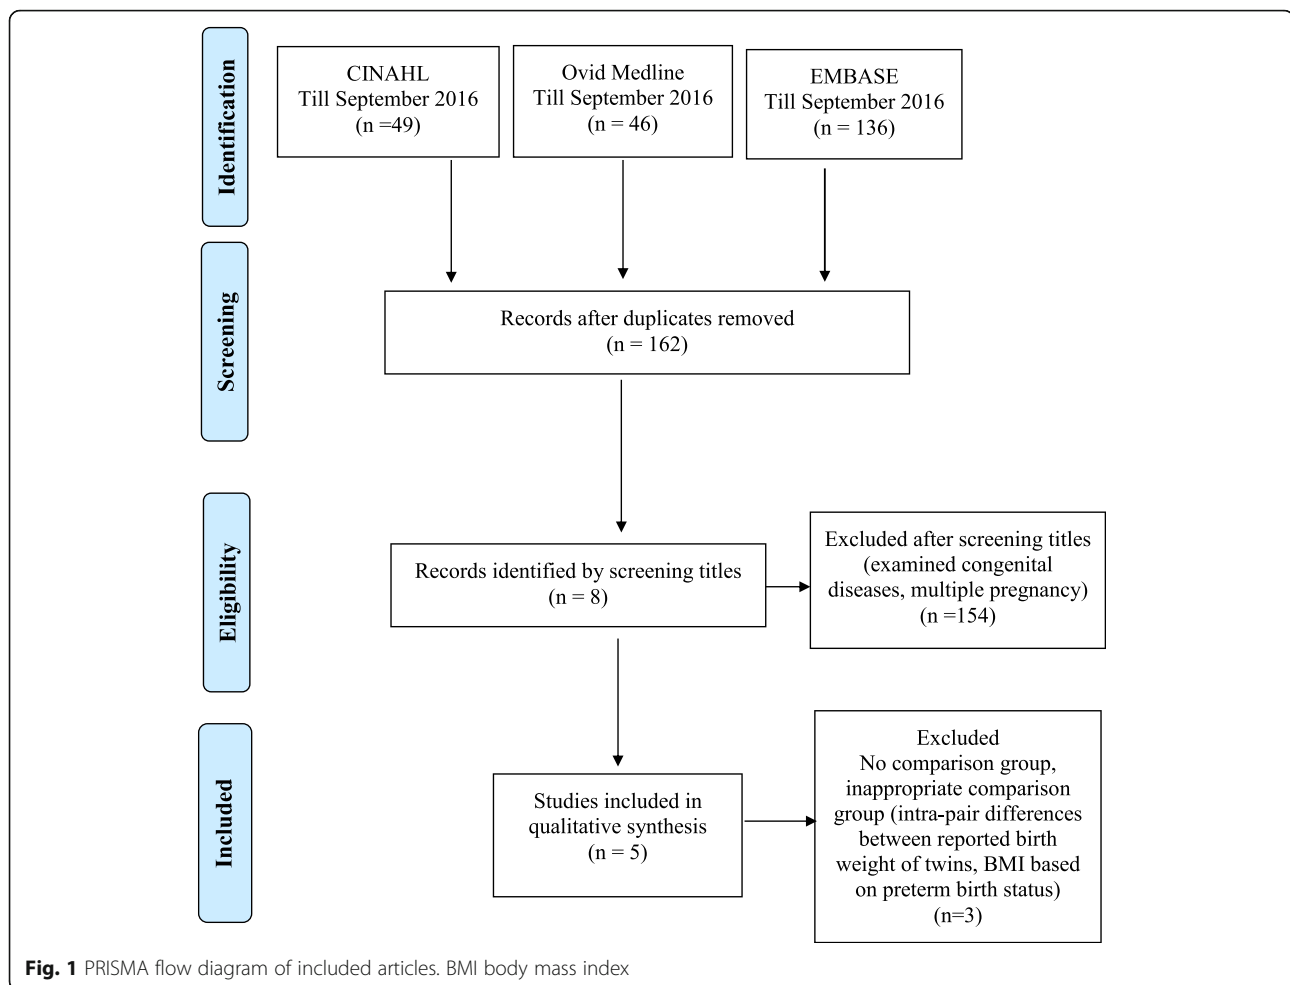 Identification
CINAHL
Till September 2016
(n =49)
Ovid Medline
Till September 2016
(n = 46)
EMBASE
Till September 2016
(n = 136)
Screening
Records after duplicates removed
(n = 162)
Eligibility
Records identified by screening titles
(n = 8)
Excluded after screening titles
(examined congenital
diseases, multiple pregnancy)
(n =154)
Included
Studies included in
qualitative synthesis
(n = 5)
Excluded
No comparison group,
inappropriate comparison
group (intra-pair differences
between reported birth
weight of twins, BMI based
on preterm birth status)
(n=3)
Fig. 1 PRISMA flow diagram of included articles. BMI body mass index